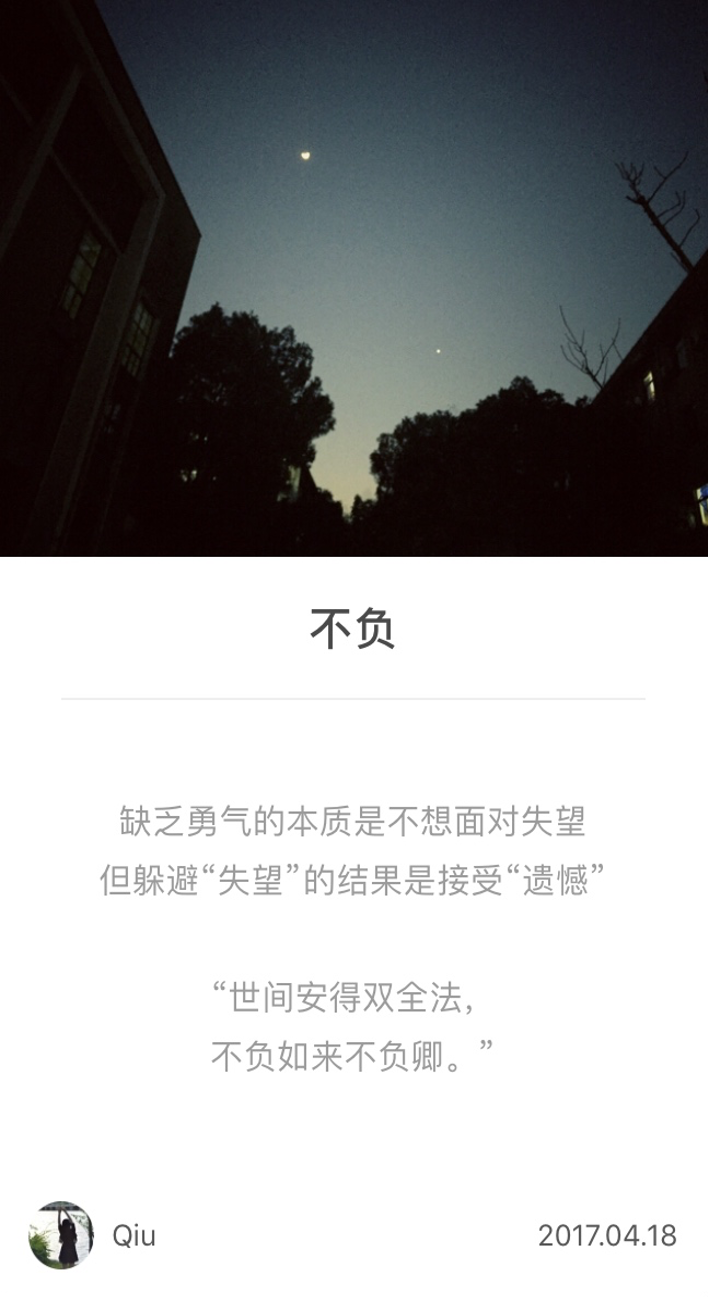 不负
缺乏勇气的本质是不想面对失望
但躲避“失望”的结果是接受“遗憾”
“世间安得双全法，
不负如来不负卿。”
Qiu
2017.04.18